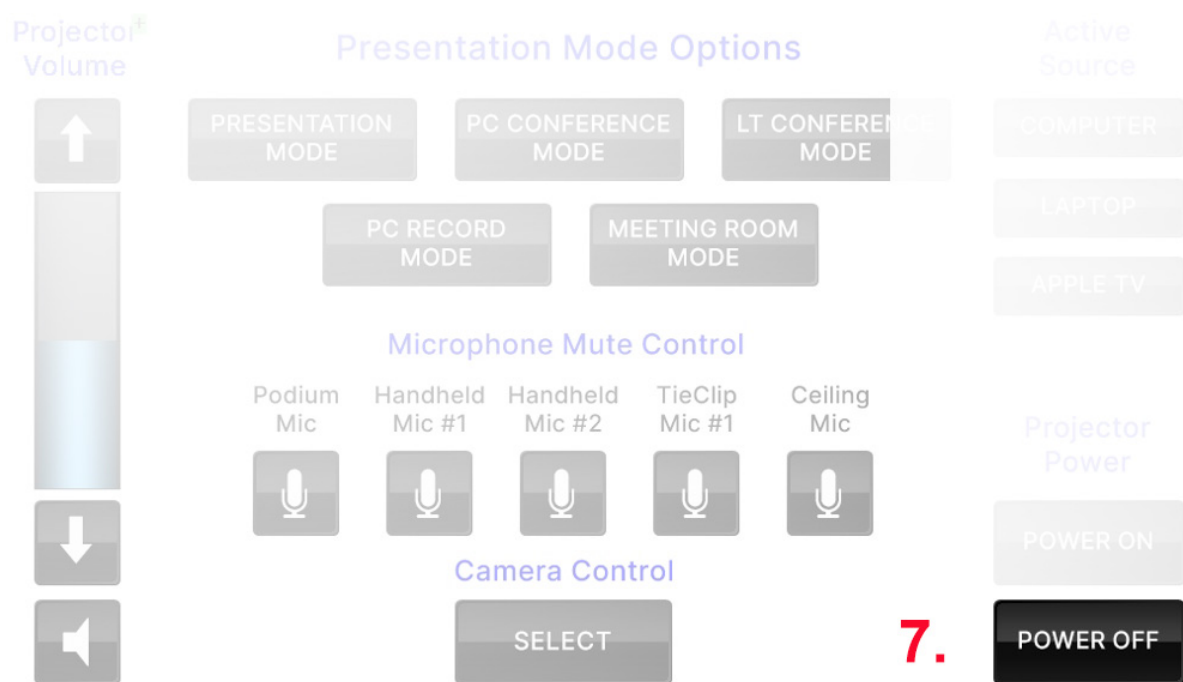 Projector
Volume
Presentation Mode Options
Active
Source
PRESENTATION
MODE
PC CONFERENCE
MODE
LT CONFERENCE
MODE
COMPUTER
PC RECORD
MODE
MEETING ROOM
MODE
LAPTOP
APPLE TV
Microphone Mute Control
Podium
Mic
Handheld
Mic #1
Handheld
Mic #2
TieClip
Mic #1
Ceiling
Mic
Projector
Power
POWER ON
Camera Control
SELECT
7.
POWER OFF